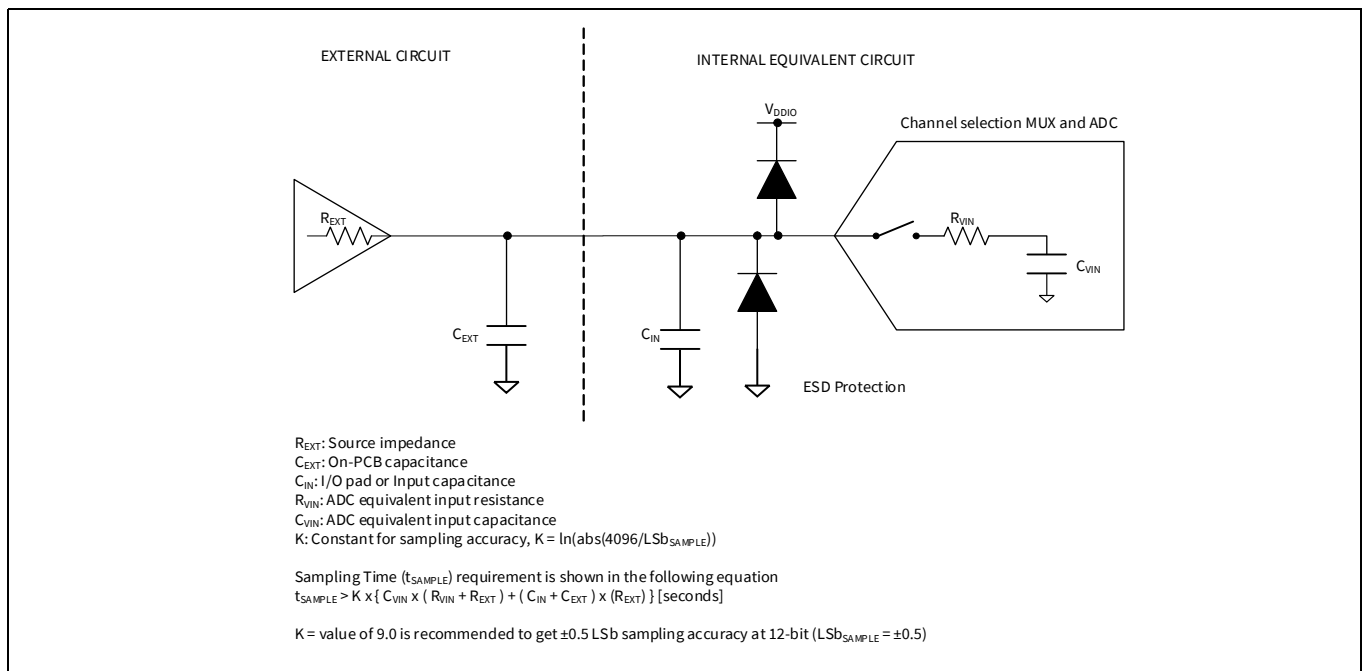 EXTERNAL CIRCUIT
INTERNAL EQUIVALENT CIRCUIT
VDDIO
Channel selection MUX and ADC
REXT
RVIN
CVIN
CEXT
CIN
ESD Protection
REXT: Source impedance
CEXT: On-PCB capacitance
CIN: I/O pad or Input capacitance
RVIN: ADC equivalent input resistance
CVIN: ADC equivalent input capacitance
K: Constant for sampling accuracy, K = ln(abs(4096/LSbSAMPLE))
Sampling Time (tSAMPLE) requirement is shown in the following equation
tSAMPLE > K x { CVIN x ( RVIN + REXT ) + ( CIN + CEXT ) x (REXT) } [seconds]
K = value of 9.0 is recommended to get ±0.5 LSb sampling accuracy at 12-bit (LSbSAMPLE = ±0.5)